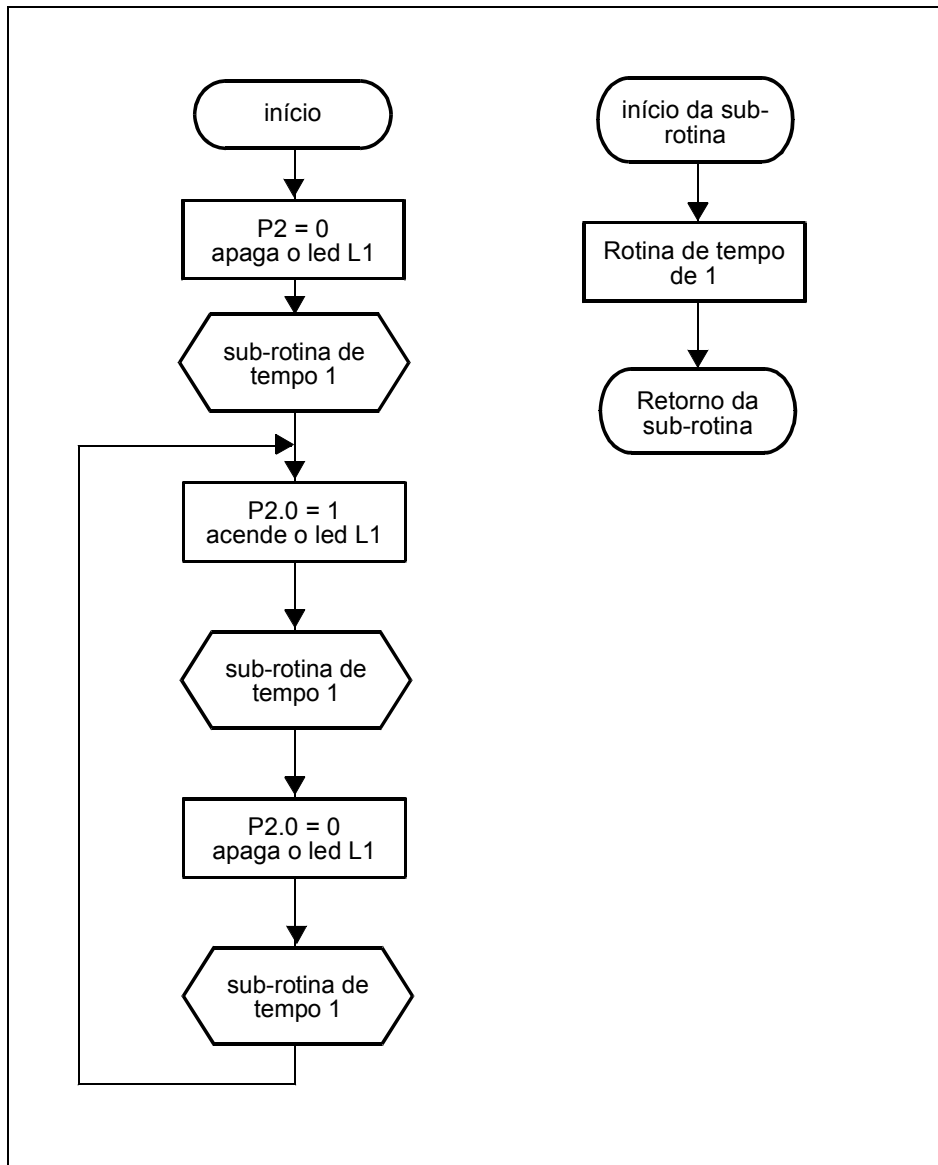 início
P2 = 0
apaga o led L1
sub-rotina de
tempo 1
P2.0 = 1
acende o led L1
sub-rotina de
tempo 1
P2.0 = 0
apaga o led L1
sub-rotina de
tempo 1
início da sub-
rotina
Rotina de tempo
de 1
Retorno da
sub-rotina